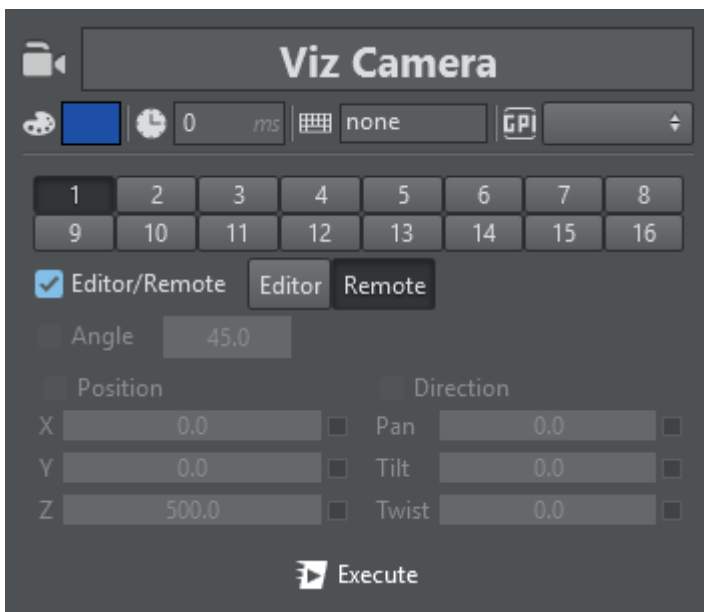 Viz Camera
0 ms none GPI
1 2 3 4 5 6 7 8
9 10 11 12 13 14 15 16
Editor/Remote Editor Remote
Angle 45.0
Position Direction
X 0.0 Pan 0.0
Y 0.0 Tilt 0.0
Z 500.0 Twist 0.0
Execute